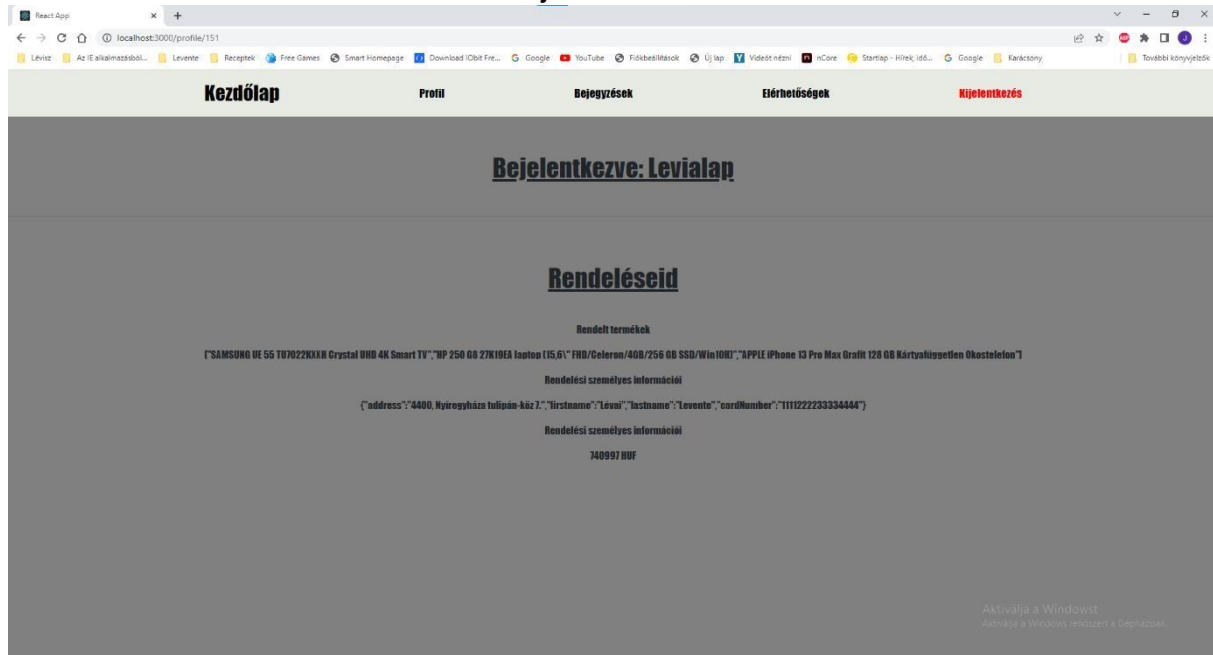 React App
localhost:3000/profile/151
Lévisz Az IE alkalmazásból... Levente Receptek Free Games Smart Homepage Download IObit Fre... Google YouTube Fiókbeállítások Új lap Videót nézni nCore Startlap - Hírek, idő... Google Karácsony További könyvjelzők
Kezdőlap Profil Bejegyzések Elérhetőségek Kijelentkezés
Bejelentkezve: Levialap
Rendeléseid
Rendelt termékek
["SAMSUNG UE 55 TU7022KXXH Crystal UHD 4K Smart TV","HP 250 G8 27K19EA laptop (15,6\" FHD/Celeron/4GB/256 GB SSD/Win10H)","APPLE iPhone 13 Pro Max Grafit 128 GB Kártyafüggetlen Okostelefon"]
Rendelési személyes információi
{"address":"4400, Nyíregyháza tulipán-köz 7.","firstname":"Lévai","lastname":"Levente","cardNumber":"1111222233334444"}
Rendelési személyes információi
740997 HUF
Aktiválja a Windowst
Aktiválja a Windows rendszert a Gépházban.